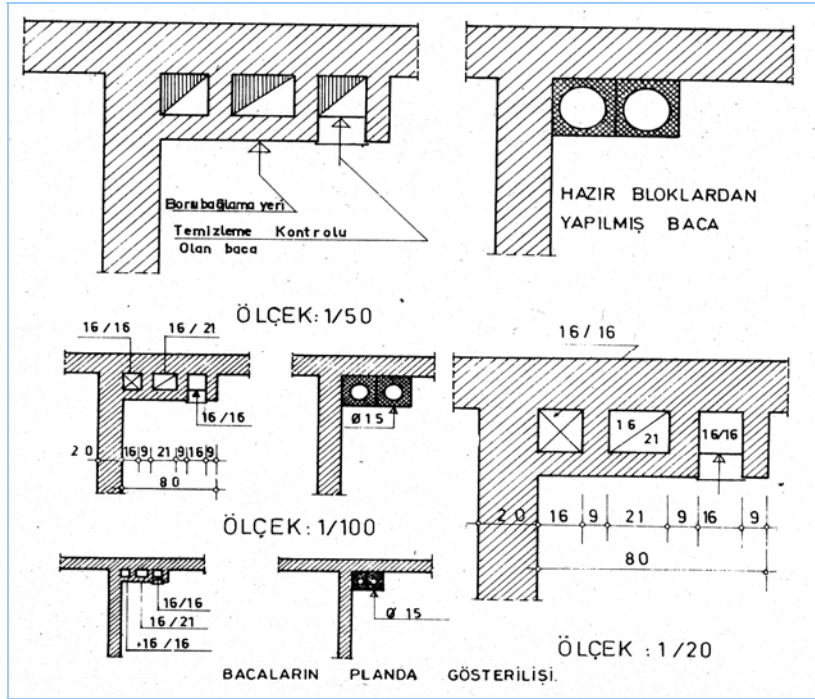 Boru bağlama yeri
Temizleme Kontrolu
Olan baca
HAZIR BLOKLARDAN
YAPILMIŞ BACA
ÖLÇEK: 1/50
16/16
16/21
16/16
20 16 9 21 9 16 9
80
Ø15
ÖLÇEK: 1/100
16/16
16
21
16/16
20 16 9 21 9 16 9
80
ÖLÇEK : 1/20
16/16
16/21
16/16
Ø 15
BACALARIN PLANDA GÖSTERİLİŞİ.